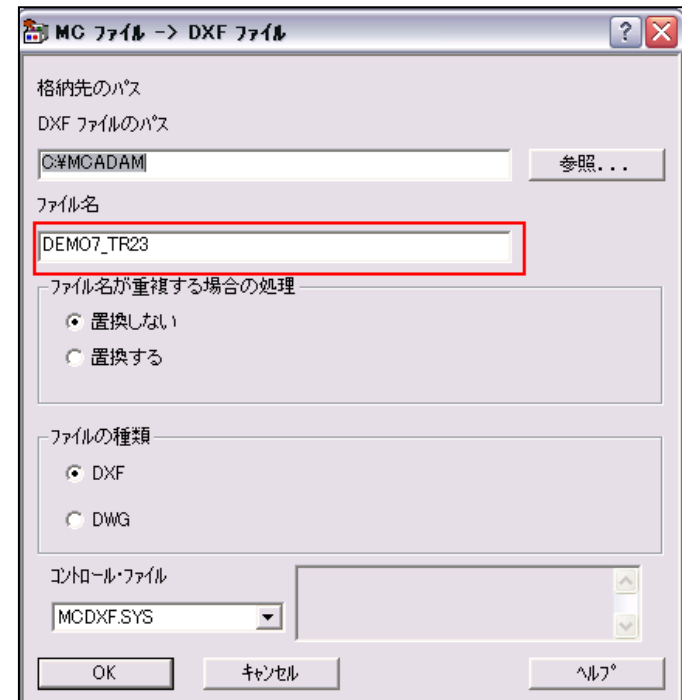 MC ファイル -> DXF ファイル
格納先のパス
DXF ファイルのパス
C:¥MCADAM
参照...
ファイル名
DEMO7_TR23
ファイル名が重複する場合の処理
置換しない
置換する
ファイルの種類
DXF
DWG
コントロール・ファイル
MCDXF.SYS
OK
キャンセル
ヘルプ